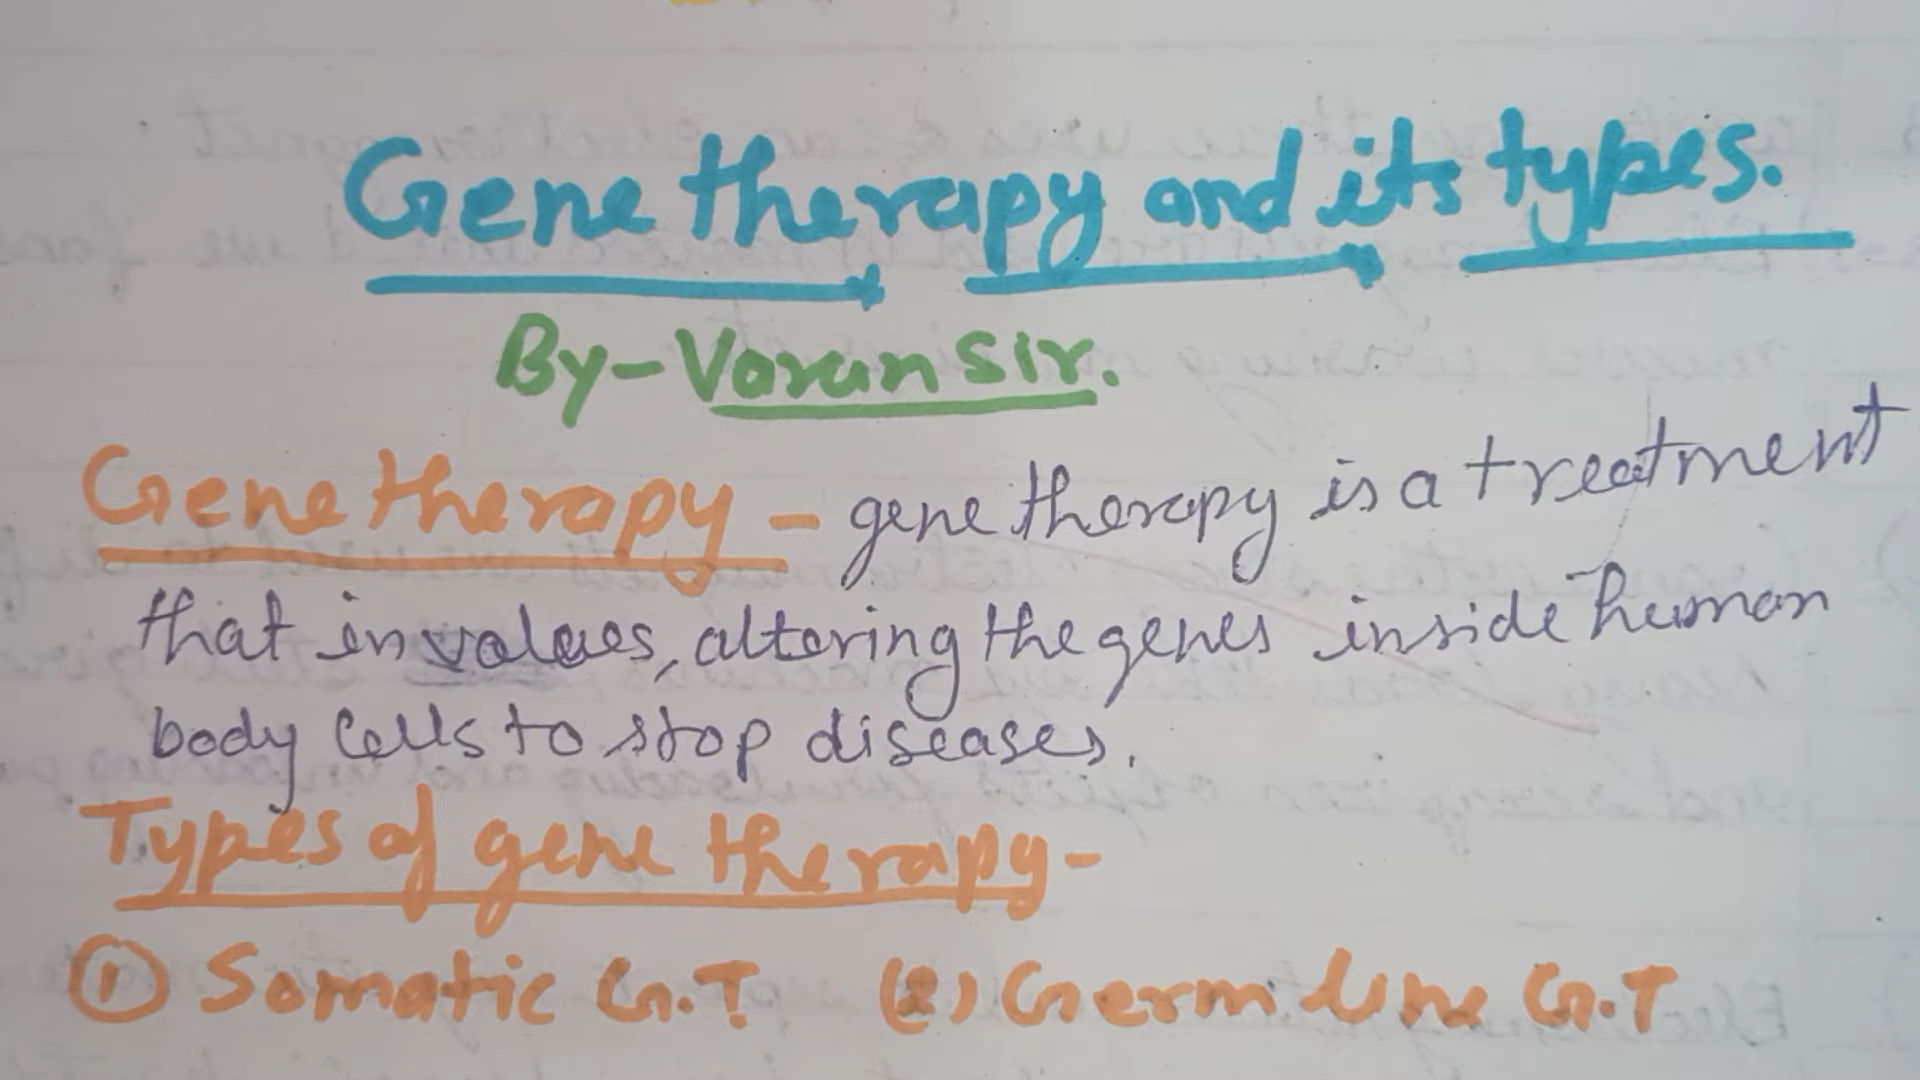 Gene therapy and its types.
By-Varun Sir.
Gene therapy - gene therapy is a treatment
that involves, altering the genes inside human
body cells to stop diseases.
Types of gene therapy-
① Somatic G.T (2) Germ line G.T